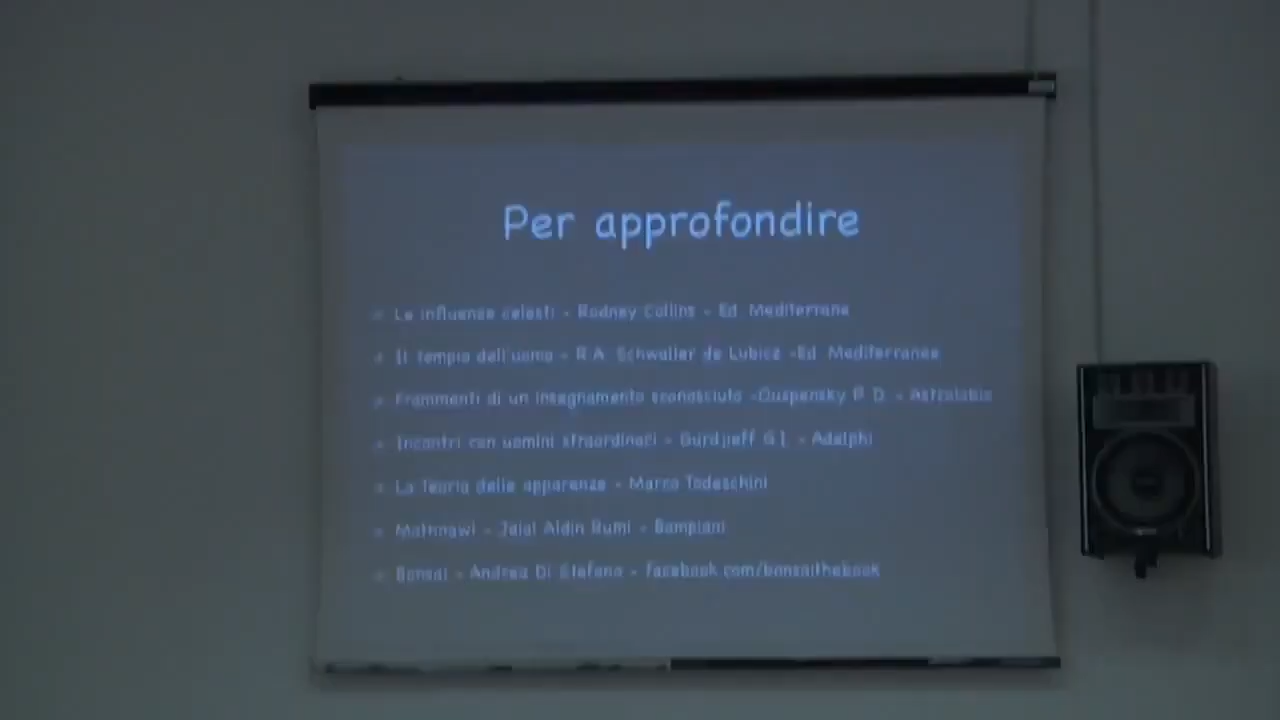 Per approfondire
Le influenze celesti - Rodney Collins - Ed. Mediterrane
Il tempio dell'uomo - R.A. Schwaller de Lubicz -Ed. Mediterranee
Frammenti di un insegnamento sconosciuto -Ouspensky P. D. - Astrolabio
Incontri con uomini straordinari - Gurdjieff G.I. - Adelphi
La Teoria delle apparenze - Marco Todeschini
Mathnawi - Jalal Aldin Rumi - Bompiani
Bonsai - Andrea Di Stefano - facebook.com/bonsaithebook